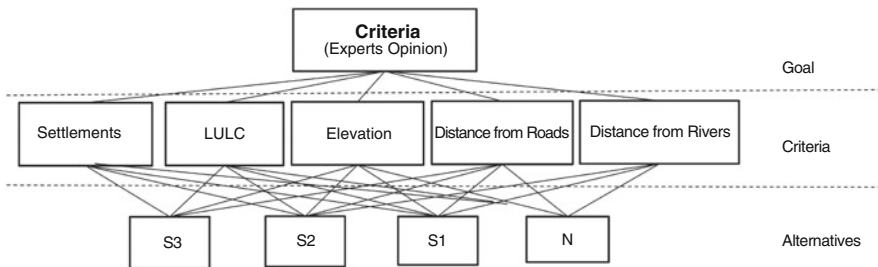 Criteria
(Experts Opinion)
Goal
Settlements
LULC
Elevation
Distance from Roads
Distance from Rivers
Criteria
S3
S2
S1
N
Alternatives